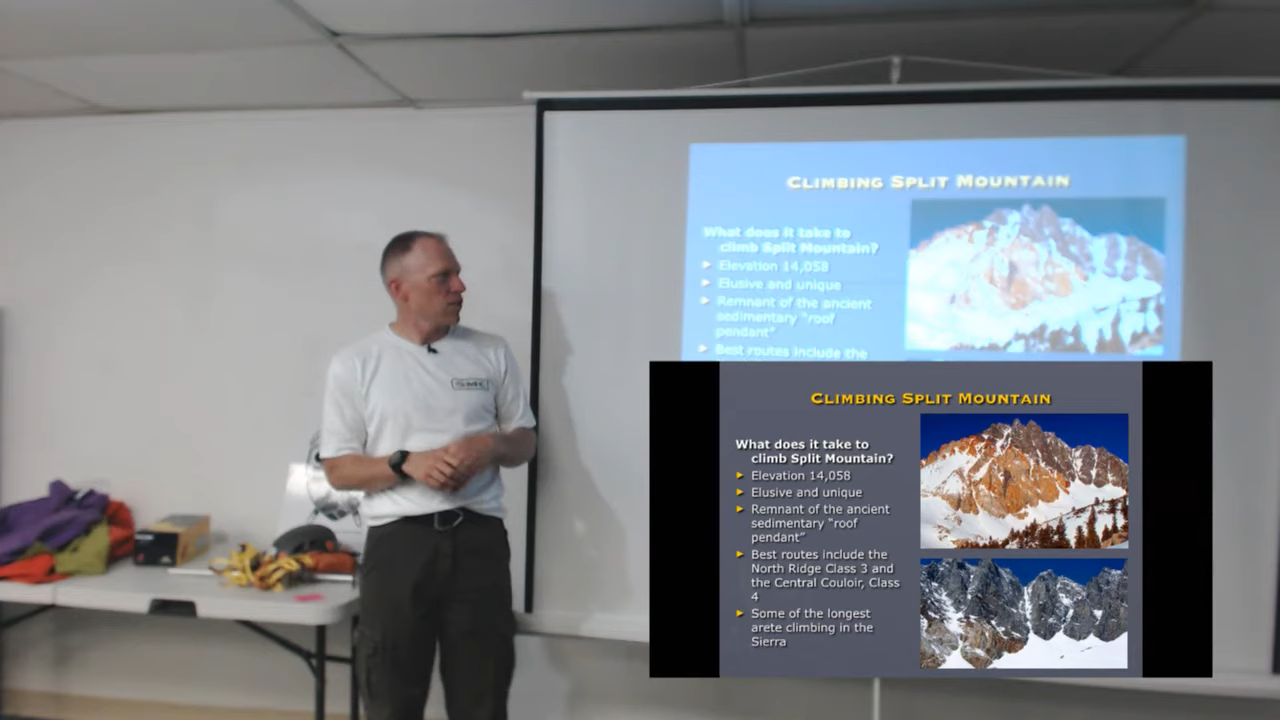 CLIMBING SPLIT MOUNTAIN
What does it take to
climb Split Mountain?
Elevation 14,058
Elusive and unique
Remnant of the ancient
sedimentary "roof
pendant"
Best routes include the
CLIMBING SPLIT MOUNTAIN
What does it take to
climb Split Mountain?
Elevation 14,058
Elusive and unique
Remnant of the ancient
sedimentary "roof
pendant"
Best routes include the
North Ridge Class 3 and
the Central Couloir, Class
4
Some of the longest
arete climbing in the
Sierra